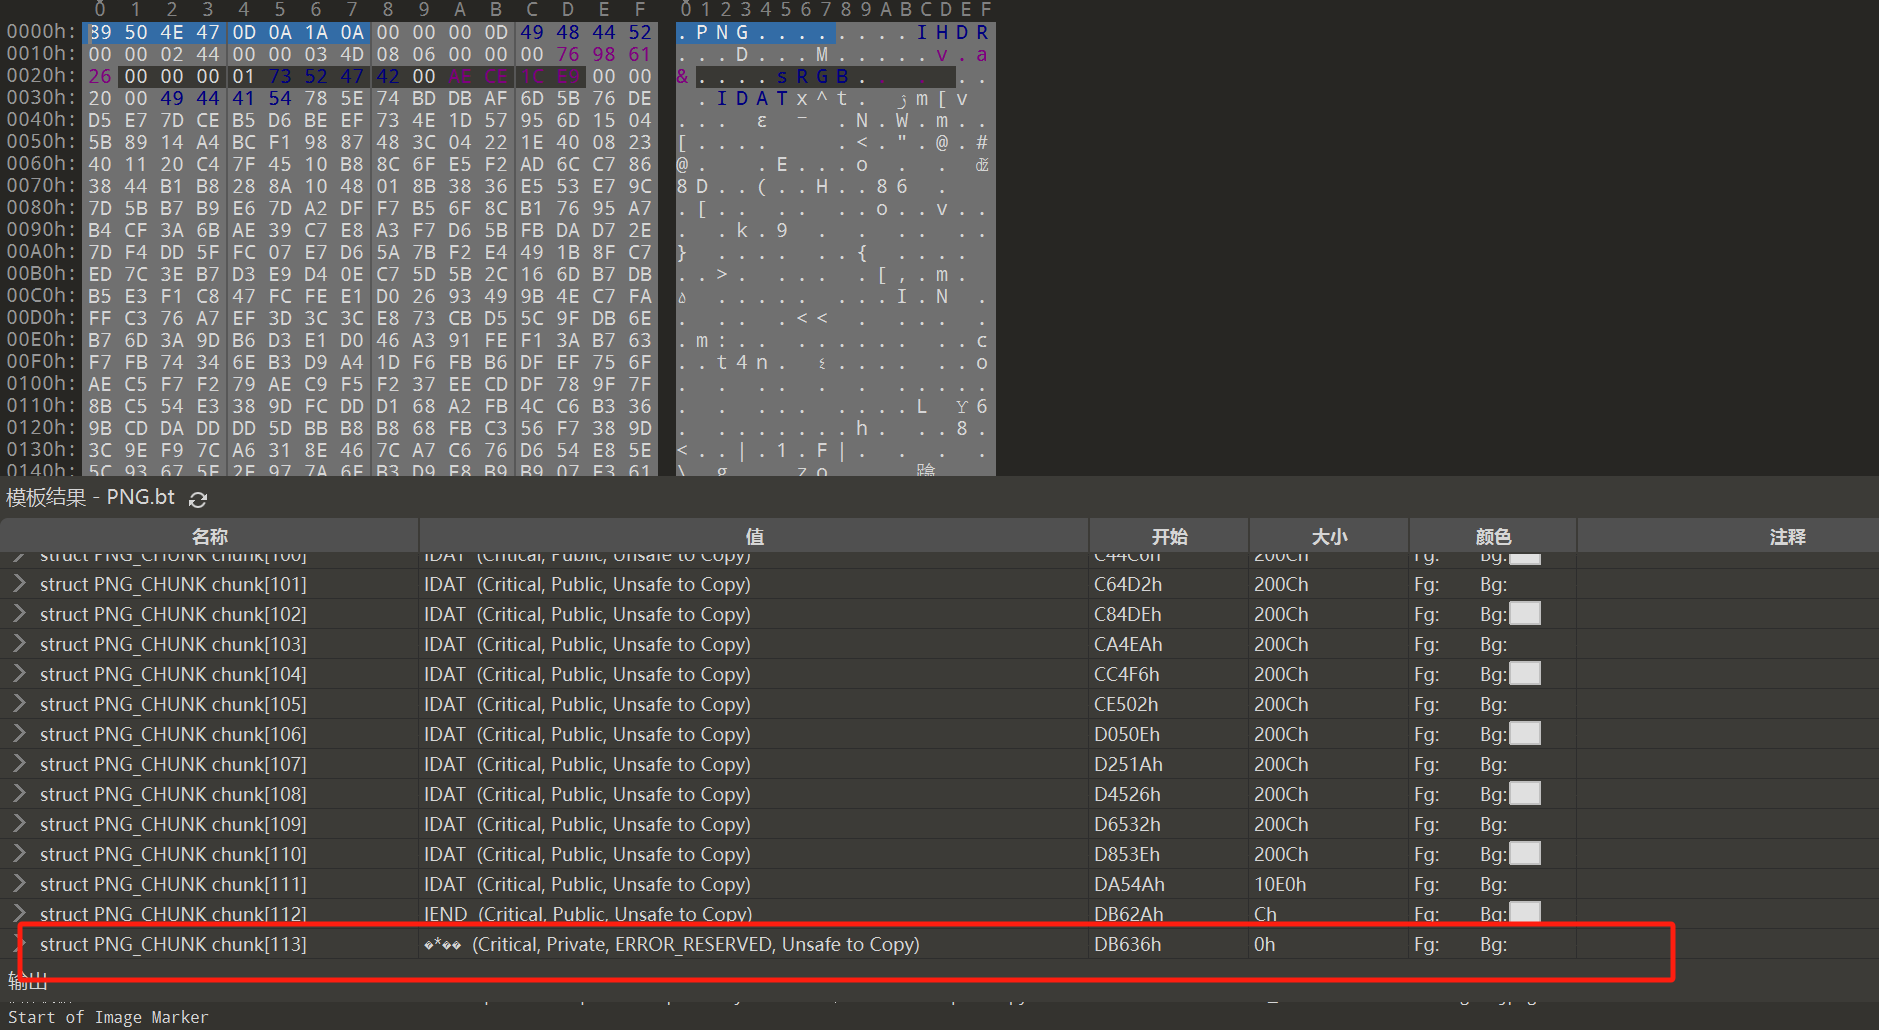 0 1 2 3 4 5 6 7 8 9 A B C D E F 0 1 2 3 4 5 6 7 8 9 A B C D E F
0000h: 89 50 4E 47 0D 0A 1A 0A 00 00 00 0D 49 48 44 52 .PNG........IHDR
0010h: 00 00 02 44 00 00 03 4D 08 06 00 00 00 76 98 61 ...D...M.....v.a
0020h: 26 00 00 00 01 73 52 47 42 00 AE CE 1C E9 00 00 &....sRGB.
0030h: 20 00 49 44 41 54 78 5E 74 BD DB AF 6D 5B 76 DE .IDATx^t.
0040h: D5 E7 7D CE B5 D6 BE EF 73 4E 1D 57 95 6D 15 04
0050h: 5B 89 14 A4 BC F1 98 87 48 3C 04 22 1E 40 08 23
0060h: 40 11 20 C4 7F 45 10 B8 8C 6F E5 F2 AD 6C C7 86
0070h: 38 44 B1 B8 28 8A 10 48 01 8B 38 36 E5 53 E7 9C
0080h: 7D 5B B7 B9 E6 7D A2 DF F7 B5 6F 8C B1 76 95 A7
0090h: B4 CF 3A 6B AE 39 C7 E8 A3 F7 D6 5B FB DA D7 2E
00A0h: 7D F4 DD 5F FC 07 E7 D6 5A 7B F2 E4 49 1B 8F C7
00B0h: ED 7C 3E B7 D3 E9 D4 0E C7 5D 5B 2C 16 6D B7 DB
00C0h: B5 E3 F1 C8 47 FC FE E1 D0 26 93 49 9B 4E C7 FA
00D0h: FF C3 76 A7 EF 3D 3C 3C E8 73 CB D5 5C 9F DB 6E
00E0h: B7 6D 3A 9D B6 D3 E1 D0 46 A3 91 FE F1 3A B7 63
00F0h: F7 FB 74 34 6E B3 D9 A4 1D F6 FB B6 DF EF 75 6F
0100h: AE C5 F7 F2 79 AE C9 F5 F2 37 EE CD DF 78 9F 7F
0110h: 8B C5 54 E3 38 9D FC DD D1 68 A2 FB 4C C6 B3 36
0120h: 9B CD DA DD DD 5D BB B8 B8 68 FB C3 56 F7 38 9D
0130h: 3C 9E F9 7C A6 31 8E 46 7C A7 C6 76 D6 54 E8 5E
0140h: 5C 93 67 5E 2E 97 7A 6E B3 D9 E8 B9 B9 07 E3 61
模板结果 - PNG.bt
名称 值 开始 大小 颜色 注释
struct PNG_CHUNK chunk[100] IDAT (Critical, Public, Unsafe to Copy) C44C6h 200Ch Fg: Bg:
struct PNG_CHUNK chunk[101] IDAT (Critical, Public, Unsafe to Copy) C64D2h 200Ch Fg: Bg:
struct PNG_CHUNK chunk[102] IDAT (Critical, Public, Unsafe to Copy) C84DEh 200Ch Fg: Bg:
struct PNG_CHUNK chunk[103] IDAT (Critical, Public, Unsafe to Copy) CA4EAh 200Ch Fg: Bg:
struct PNG_CHUNK chunk[104] IDAT (Critical, Public, Unsafe to Copy) CC4F6h 200Ch Fg: Bg:
struct PNG_CHUNK chunk[105] IDAT (Critical, Public, Unsafe to Copy) CE502h 200Ch Fg: Bg:
struct PNG_CHUNK chunk[106] IDAT (Critical, Public, Unsafe to Copy) D050Eh 200Ch Fg: Bg:
struct PNG_CHUNK chunk[107] IDAT (Critical, Public, Unsafe to Copy) D251Ah 200Ch Fg: Bg:
struct PNG_CHUNK chunk[108] IDAT (Critical, Public, Unsafe to Copy) D4526h 200Ch Fg: Bg:
struct PNG_CHUNK chunk[109] IDAT (Critical, Public, Unsafe to Copy) D6532h 200Ch Fg: Bg:
struct PNG_CHUNK chunk[110] IDAT (Critical, Public, Unsafe to Copy) D853Eh 200Ch Fg: Bg:
struct PNG_CHUNK chunk[111] IDAT (Critical, Public, Unsafe to Copy) DA54Ah 10E0h Fg: Bg:
struct PNG_CHUNK chunk[112] IEND (Critical, Public, Unsafe to Copy) DB62Ah Ch Fg: Bg:
struct PNG_CHUNK chunk[113] �*�� (Critical, Private, ERROR_RESERVED, Unsafe to Copy) DB636h 0h Fg: Bg:
输出
Start of Image Marker